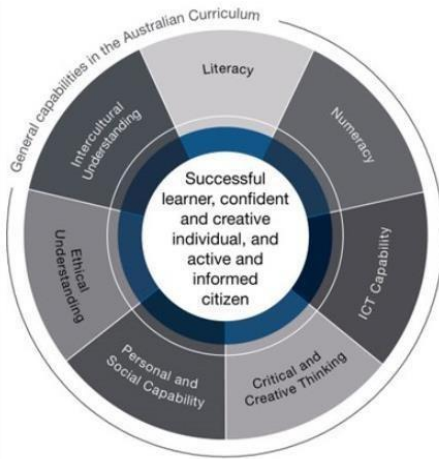 General capabilities in the Australian Curriculum
Literacy
Numeracy
ICT Capability
Critical and
Creative Thinking
Personal and
Social Capability
Ethical
Understanding
Intercultural
Understanding
Successful
learner, confident
and creative
individual, and
active and
informed
citizen